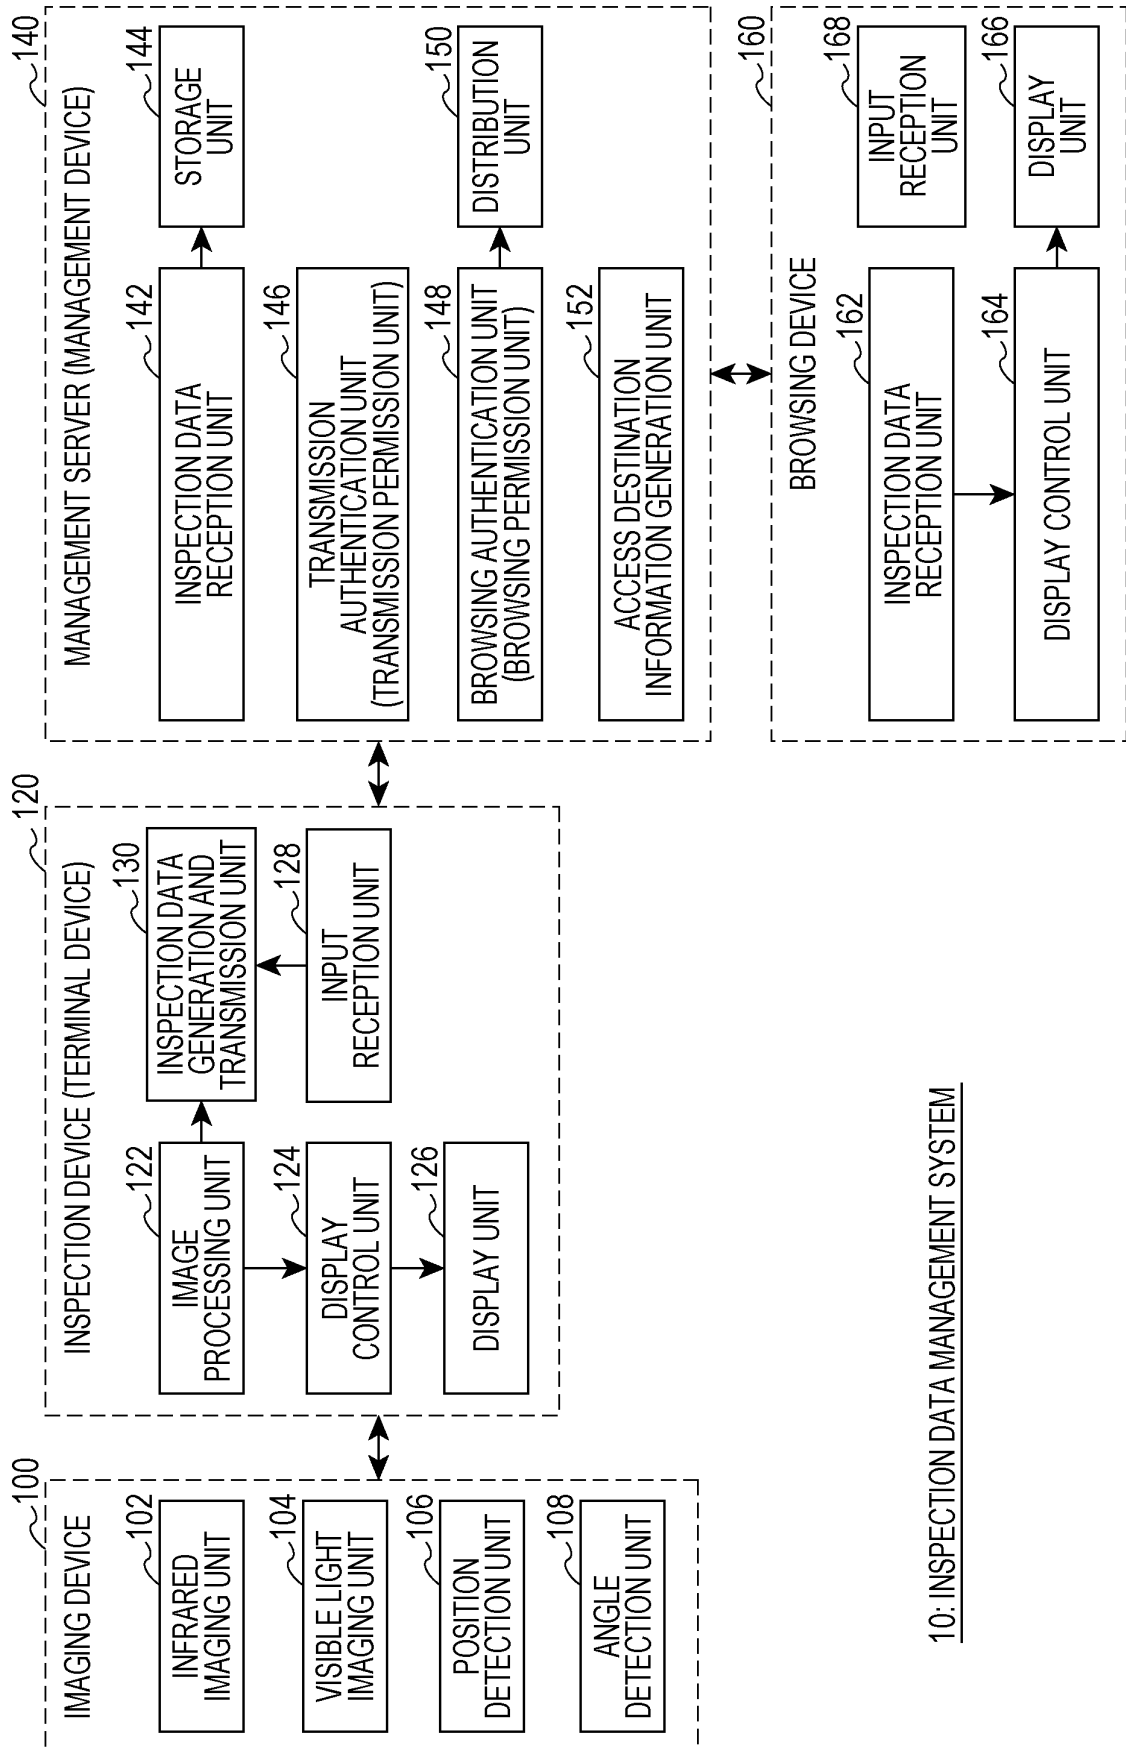 100
IMAGING DEVICE
102
INFRARED
IMAGING UNIT
104
VISIBLE LIGHT
IMAGING UNIT
106
POSITION
DETECTION UNIT
108
ANGLE
DETECTION UNIT
120
INSPECTION DEVICE (TERMINAL DEVICE)
122
IMAGE
PROCESSING UNIT
130
INSPECTION DATA
GENERATION AND
TRANSMISSION UNIT
124
DISPLAY
CONTROL UNIT
128
INPUT
RECEPTION UNIT
126
DISPLAY UNIT
140
MANAGEMENT SERVER (MANAGEMENT DEVICE)
142
INSPECTION DATA
RECEPTION UNIT
144
STORAGE
UNIT
146
TRANSMISSION
AUTHENTICATION UNIT
(TRANSMISSION PERMISSION UNIT)
148
BROWSING AUTHENTICATION UNIT
(BROWSING PERMISSION UNIT)
150
DISTRIBUTION
UNIT
152
ACCESS DESTINATION
INFORMATION GENERATION UNIT
160
BROWSING DEVICE
162
INSPECTION DATA
RECEPTION UNIT
168
INPUT
RECEPTION
UNIT
164
DISPLAY CONTROL UNIT
166
DISPLAY
UNIT
10: INSPECTION DATA MANAGEMENT SYSTEM